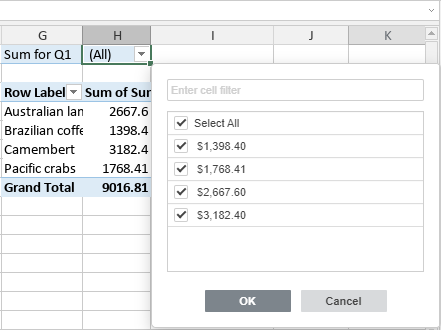 G H I J K
Sum for Q1 (All)
Enter cell filter
Row Label Sum of Sur
Australian lan 2667.6
Brazilian coffe 1398.4
Camembert 3182.4
Pacific crabs 1768.41
Grand Total 9016.81
Select All
$1,398.40
$1,768.41
$2,667.60
$3,182.40
OK Cancel